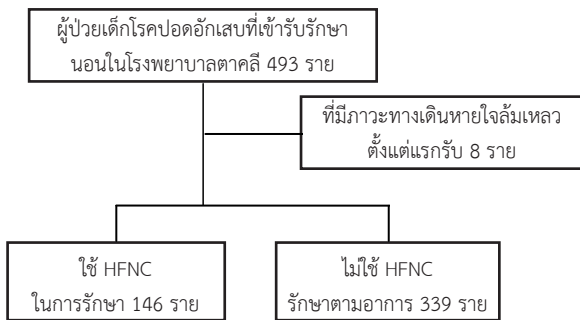 ผู้ป่วยเด็กโรคปอดอักเสบที่เข้ารับรักษา
นอนในโรงพยาบาลตาคลี 493 ราย
ที่มีภาวะทางเดินหายใจล้มเหลว
ตั้งแต่แรกรับ 8 ราย
ใช้ HFNC
ในการรักษา 146 ราย
ไม่ใช้ HFNC
รักษาตามอาการ 339 ราย